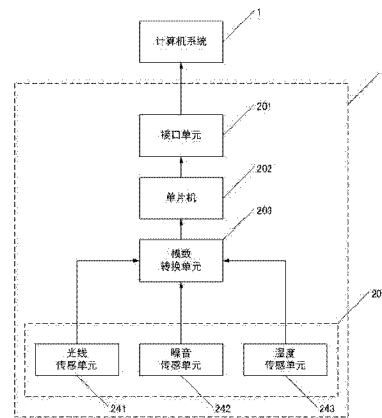 计算机系统
1
接口单元
201
单片机
202
模数
转换单元
203
20
光线
传感单元
噪音
传感单元
湿度
传感单元
241
242
243